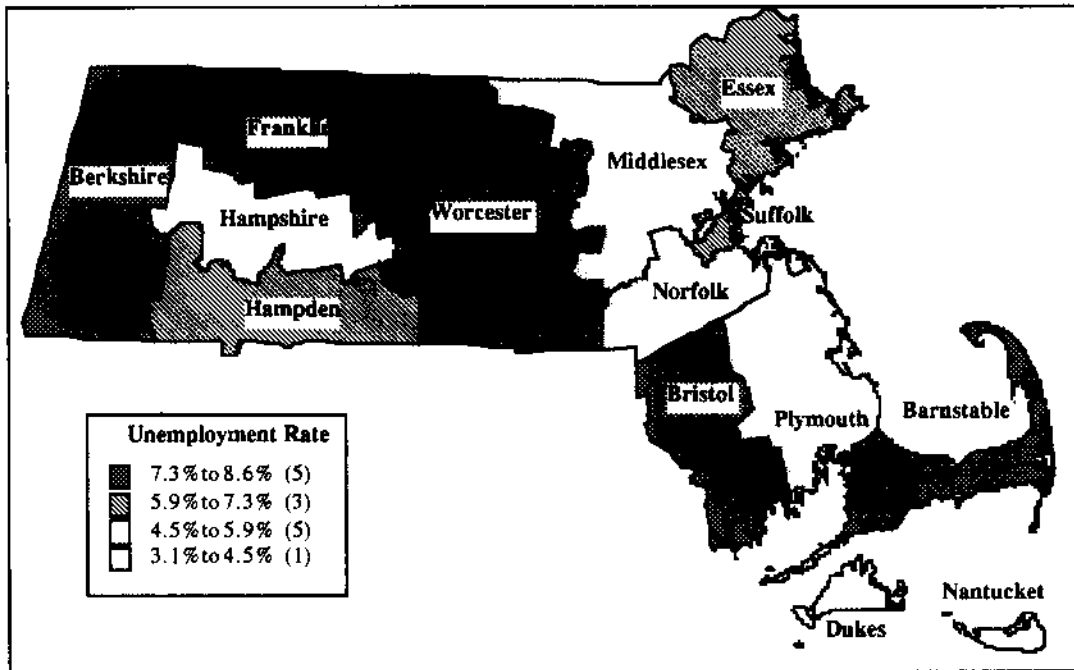 Essex
Franklin
Middlesex
Berkshire
Hampshire
Worcester
Suffolk
Norfolk
Hampden
Bristol
Barnstable
Plymouth
Unemployment Rate
7.3% to 8.6% (5)
5.9% to 7.3% (3)
4.5% to 5.9% (5)
3.1% to 4.5% (1)
Nantucket
Dukes